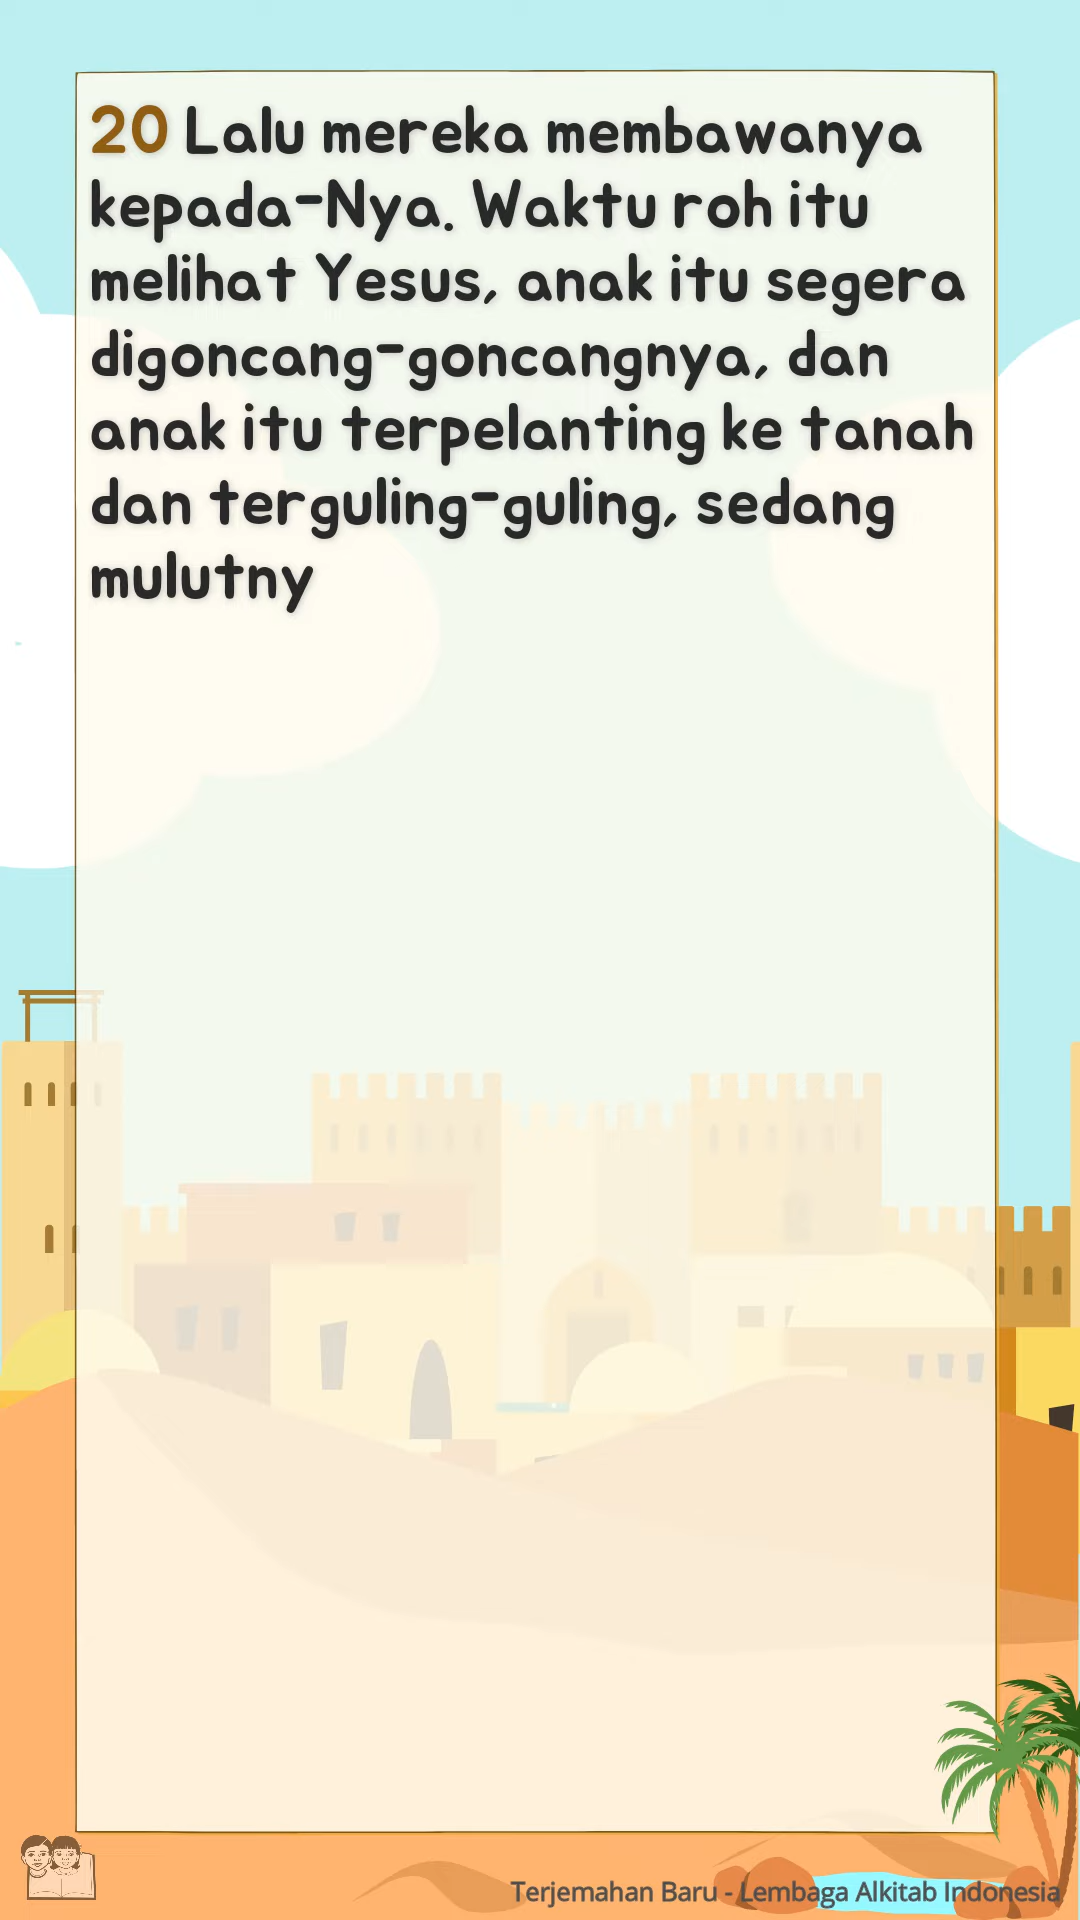 20 Lalu mereka membawanya
kepada-Nya. Waktu roh itu
melihat Yesus, anak itu segera
digoncang-goncangnya, dan
anak itu terpelanting ke tanah
dan terguling-guling, sedang
mulutny
Terjemahan Baru - Lembaga Alkitab Indonesia